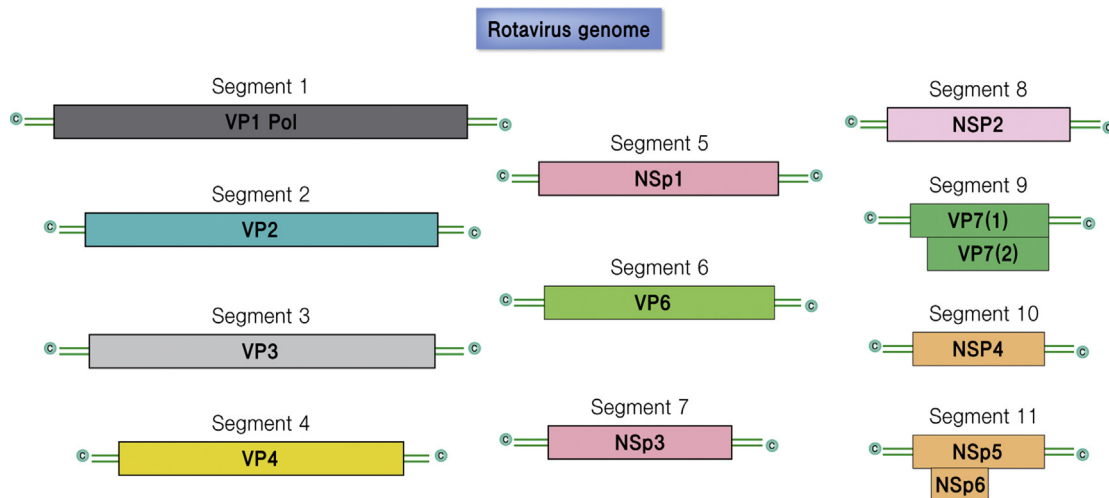 Rotavirus genome
Segment 1
C
VP1 Pol
C
Segment 2
C
VP2
C
Segment 3
C
VP3
C
Segment 4
C
VP4
C
Segment 5
C
NSp1
C
Segment 6
C
VP6
C
Segment 7
C
NSp3
C
Segment 8
C
NSP2
C
Segment 9
C
VP7(1)
C
VP7(2)
Segment 10
C
NSP4
C
Segment 11
C
NSp5
C
NSp6